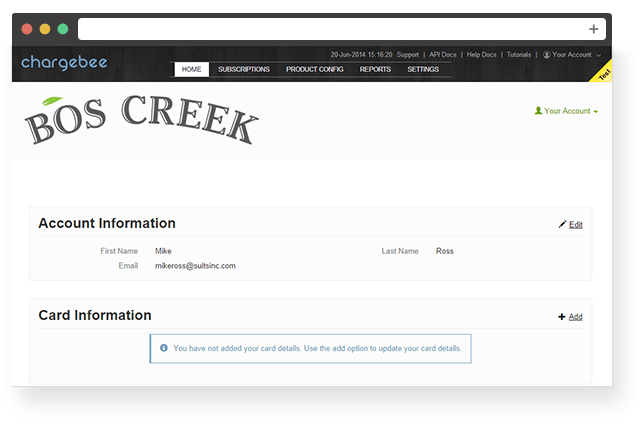 20-Jun-2014 15:16:20 Support | API Docs | Help Docs | Tutorials | Your Account
chargebee
HOME SUBSCRIPTIONS PRODUCT CONFIG REPORTS SETTINGS
Test
BOS CREEK
Your Account
Account Information Edit
First Name Mike Last Name Ross
Email mikeross@suitsinc.com
Card Information Add
You have not added your card details. Use the add option to update your card details.